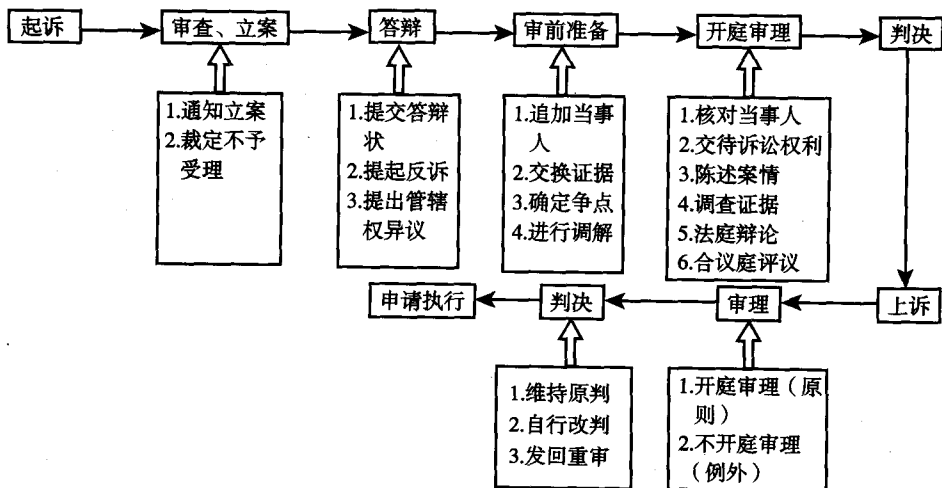 起诉
审查、立案
答辩
审前准备
开庭审理
判决
1.通知立案
2.裁定不予
受理
1.提交答辩
状
2.提起反诉
3.提出管辖
权异议
1.追加当事
人
2.交换证据
3.确定争点
4.进行调解
1.核对当事人
2.交待诉讼权利
3.陈述案情
4.调查证据
5.法庭辩论
6.合议庭评议
申请执行
判决
审理
上诉
1.维持原判
2.自行改判
3.发回重审
1.开庭审理（原
则）
2.不开庭审理
（例外）